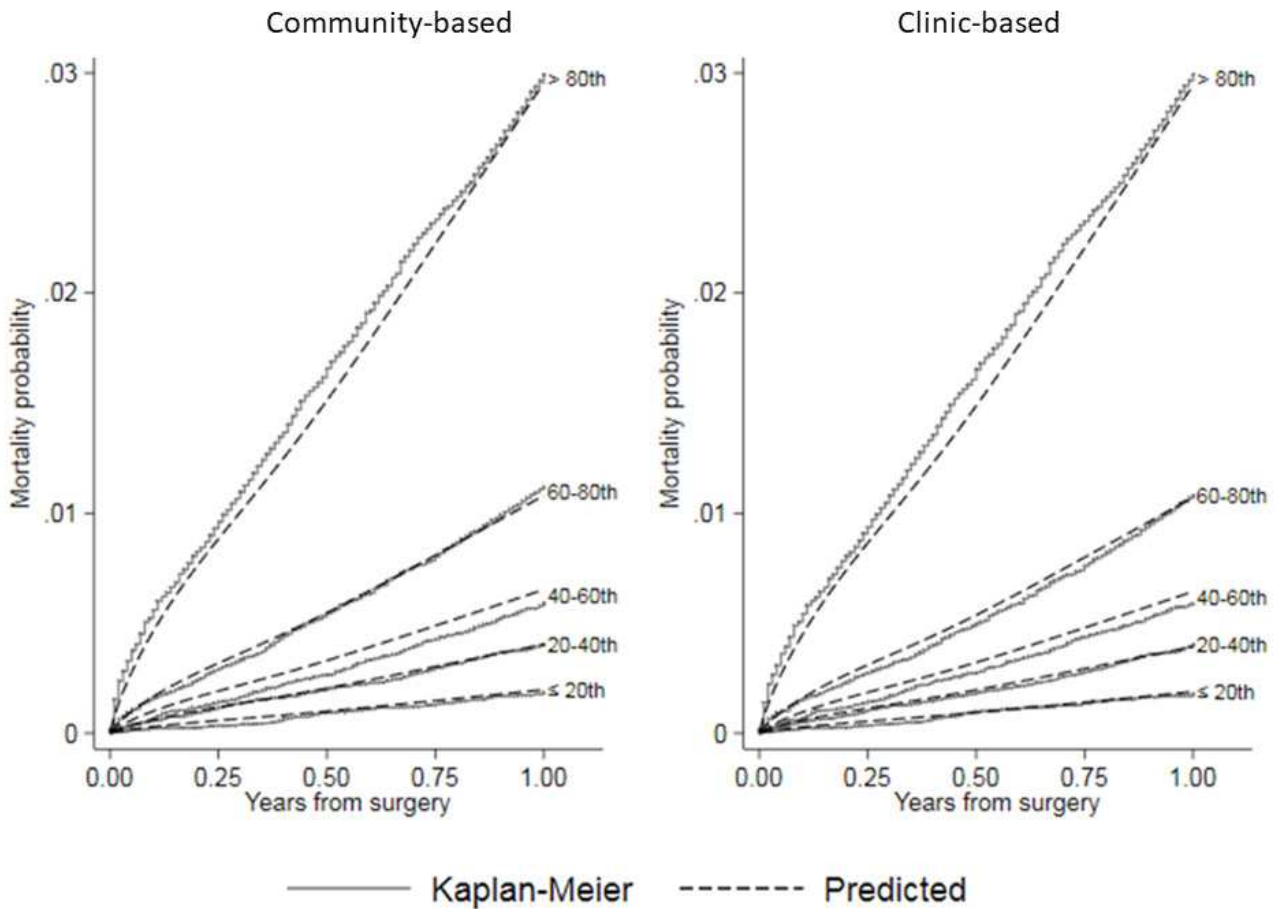 Community-based
Clinic-based
.03
.02
.01
0
Mortality probability
> 80th
60-80th
40-60th
20-40th
≤ 20th
0.00 0.25 0.50 0.75 1.00
Years from surgery
.03
.02
.01
0
Mortality probability
> 80th
60-80th
40-60th
20-40th
≤ 20th
0.00 0.25 0.50 0.75 1.00
Years from surgery
Kaplan-Meier Predicted